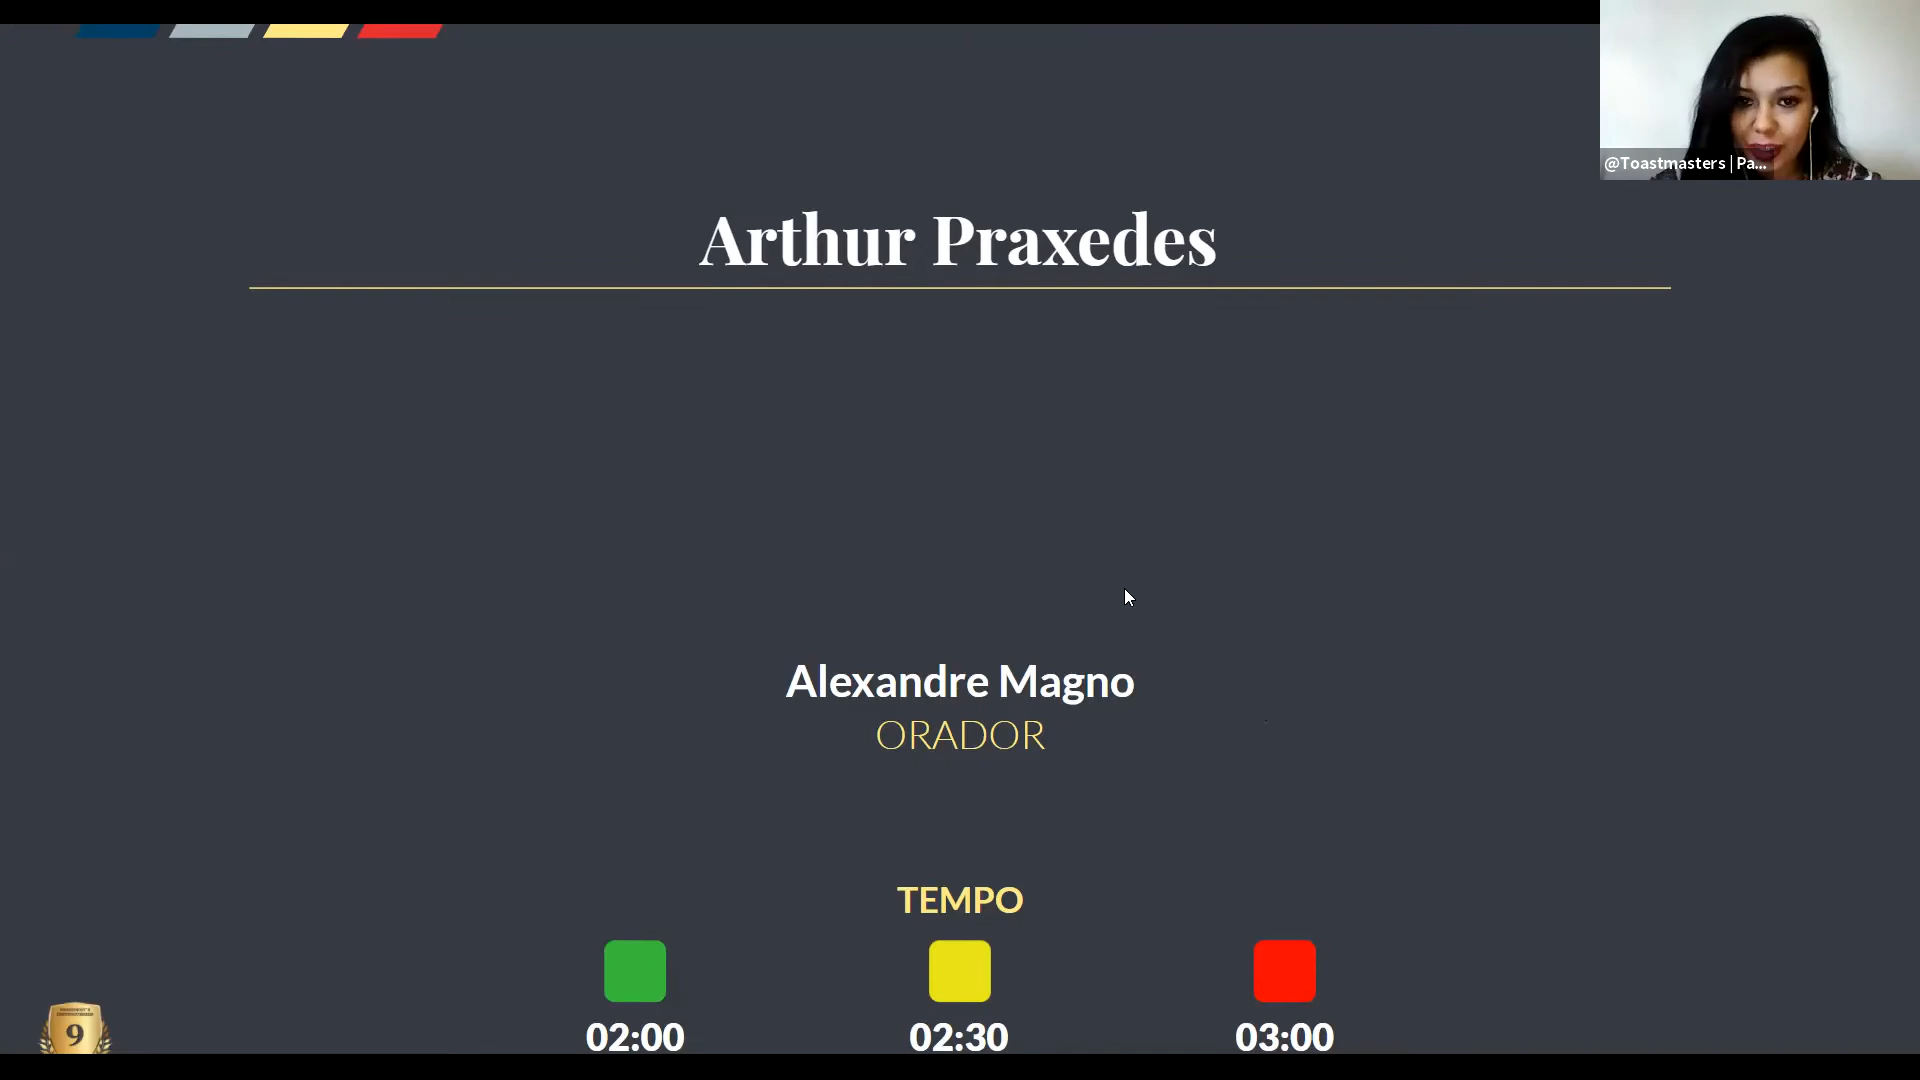 @Toastmasters | Pa...
Arthur Praxedes
Alexandre Magno
ORADOR
TEMPO
02:00
02:30
03:00
9